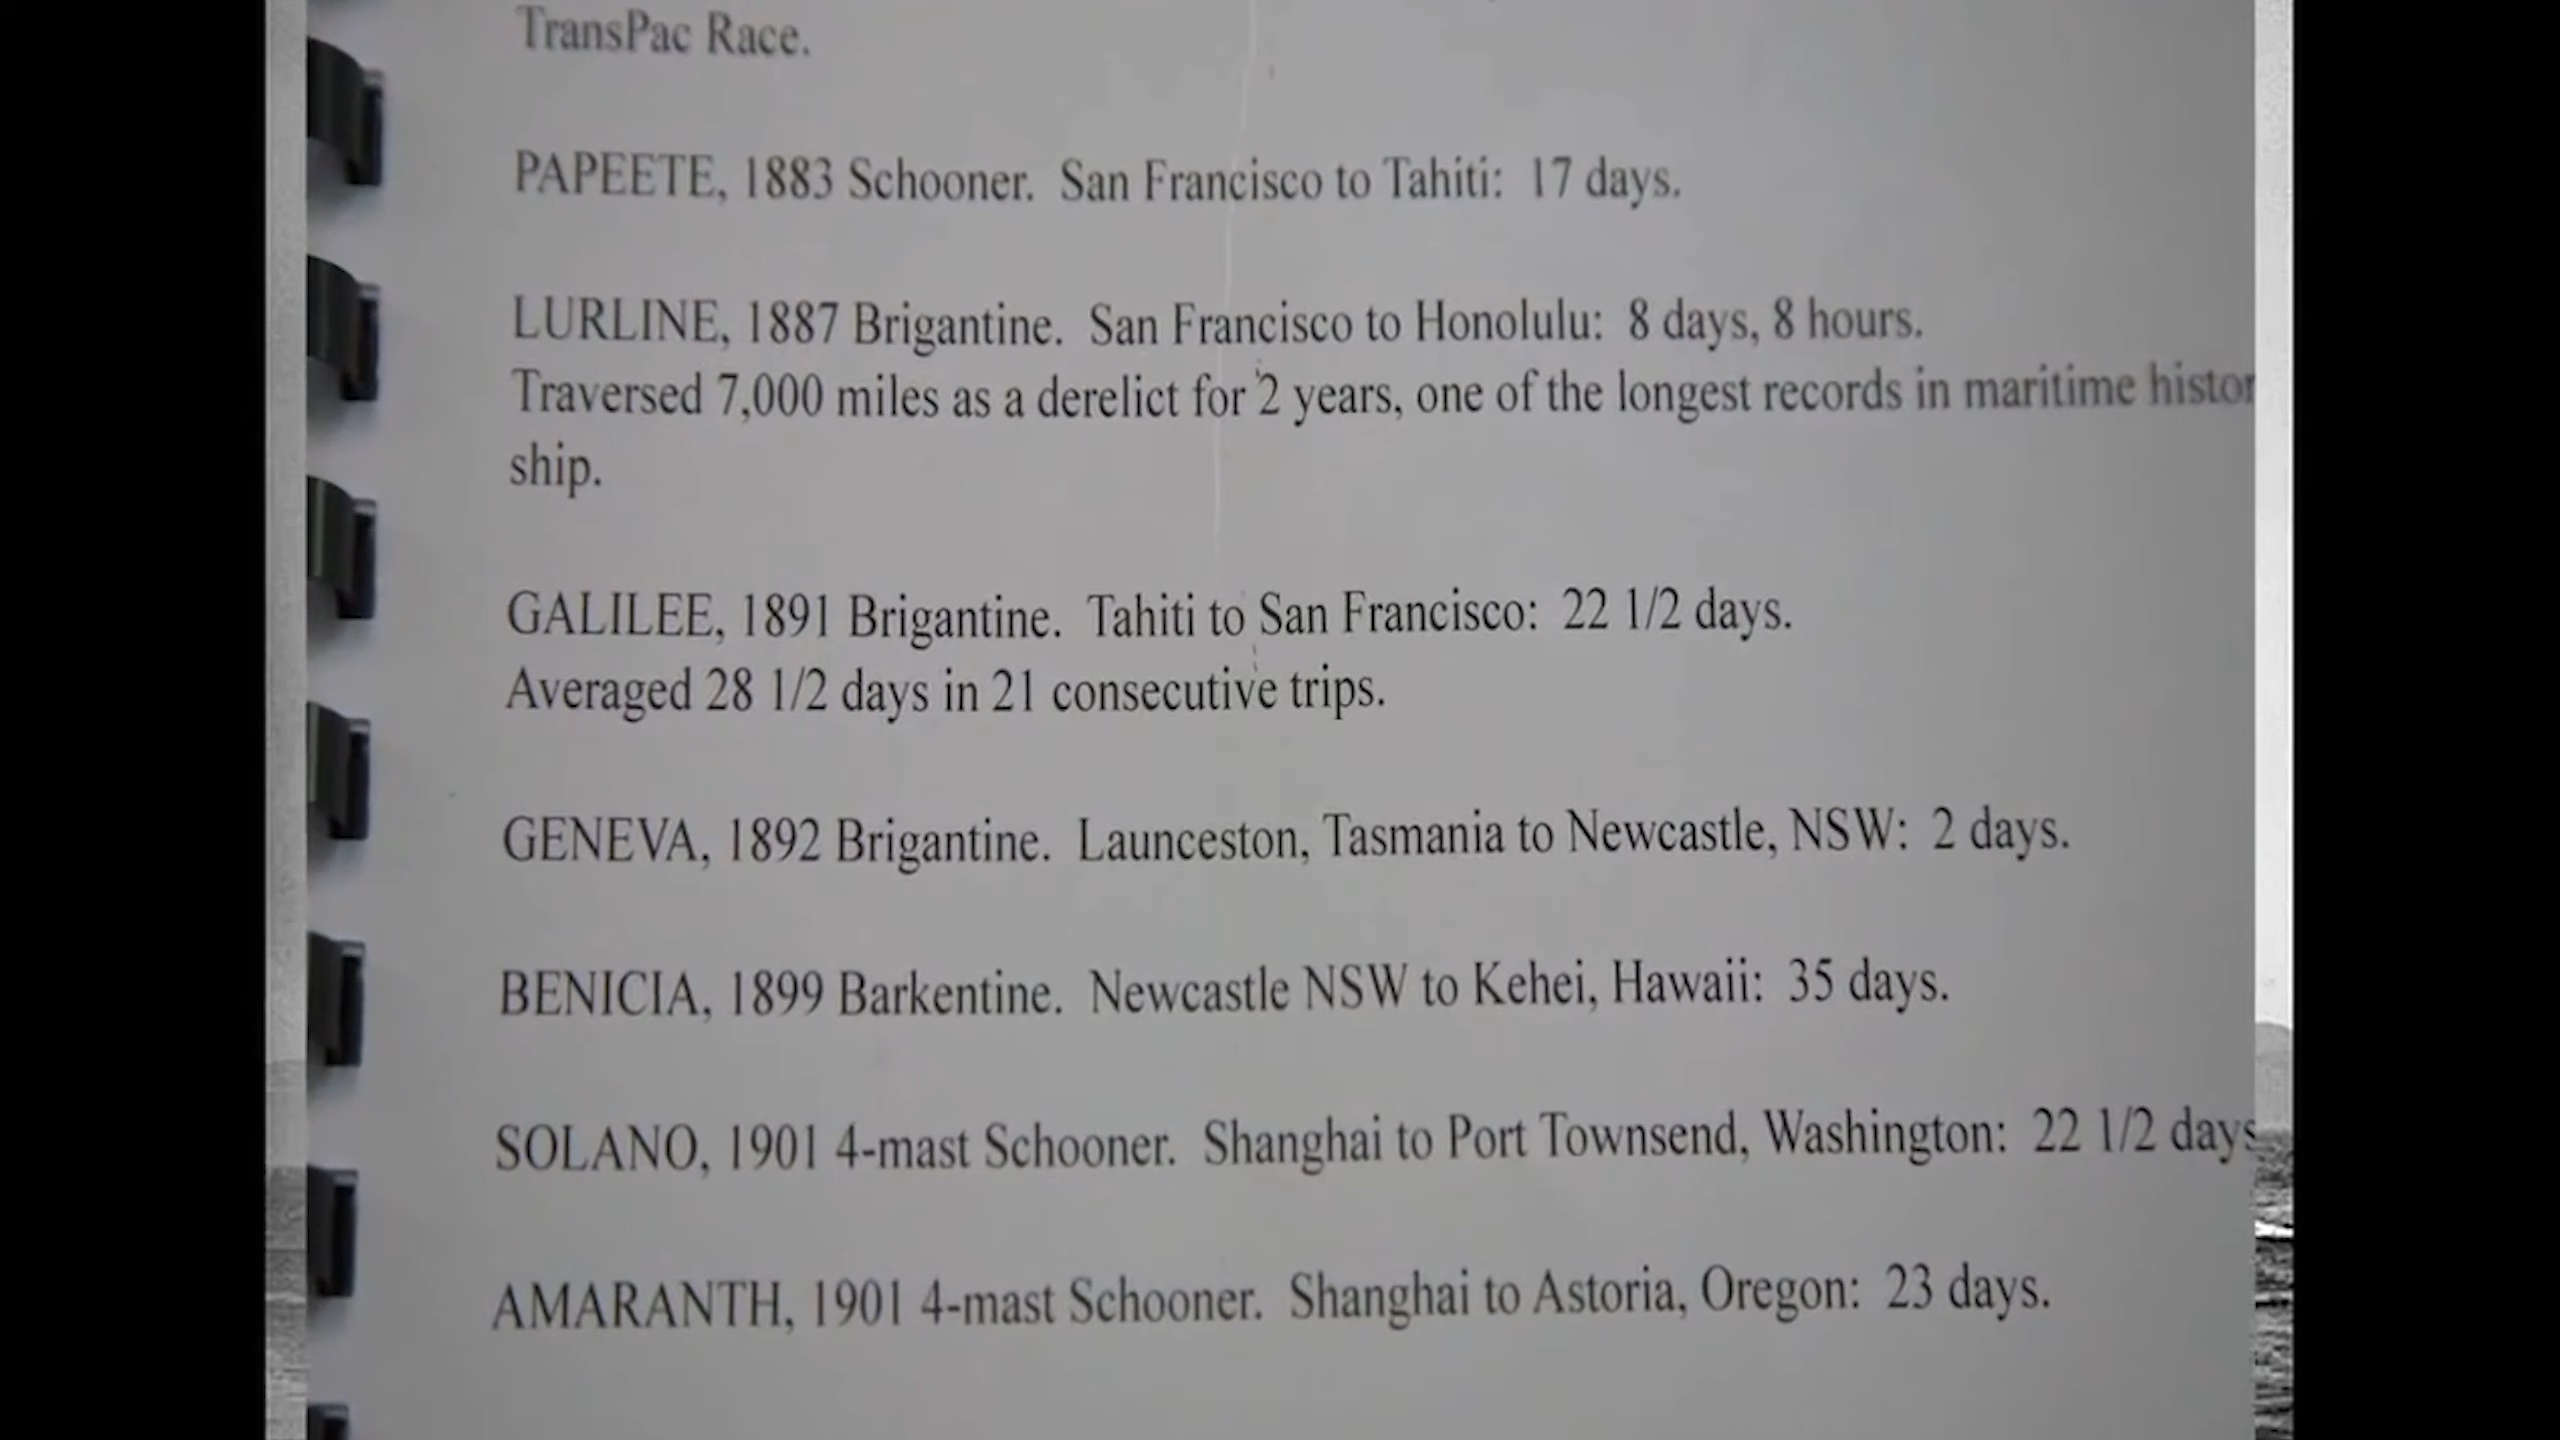 TransPac Race.
PAPEETE, 1883 Schooner. San Francisco to Tahiti: 17 days.
LURLINE, 1887 Brigantine. San Francisco to Honolulu: 8 days, 8 hours.
Traversed 7,000 miles as a derelict for 2 years, one of the longest records in maritime histor
ship.
GALILEE, 1891 Brigantine. Tahiti to San Francisco: 22 1/2 days.
Averaged 28 1/2 days in 21 consecutive trips.
GENEVA, 1892 Brigantine. Launceston, Tasmania to Newcastle, NSW: 2 days.
BENICIA, 1899 Barkentine. Newcastle NSW to Kehei, Hawaii: 35 days.
SOLANO, 1901 4-mast Schooner. Shanghai to Port Townsend, Washington: 22 1/2 days
AMARANTH, 1901 4-mast Schooner. Shanghai to Astoria, Oregon: 23 days.